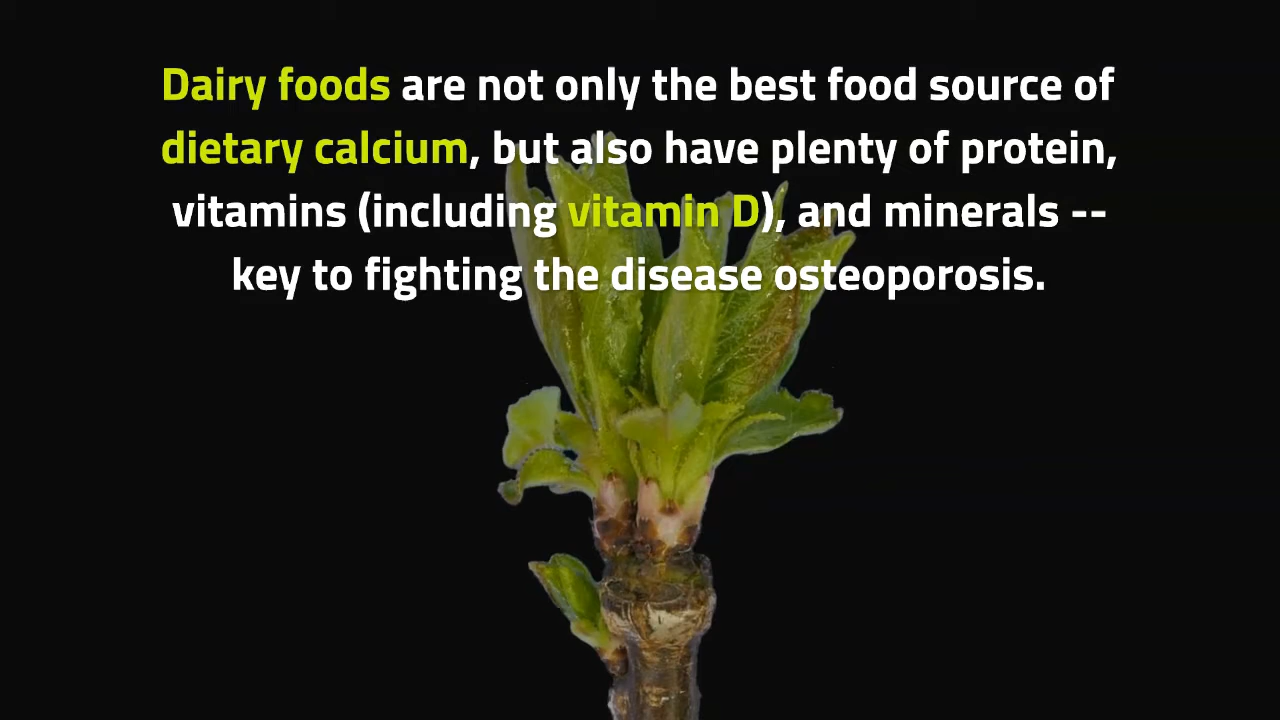 Dairy foods are not only the best food source of
dietary calcium, but also have plenty of protein,
vitamins (including vitamin D), and minerals --
key to fighting the disease osteoporosis.